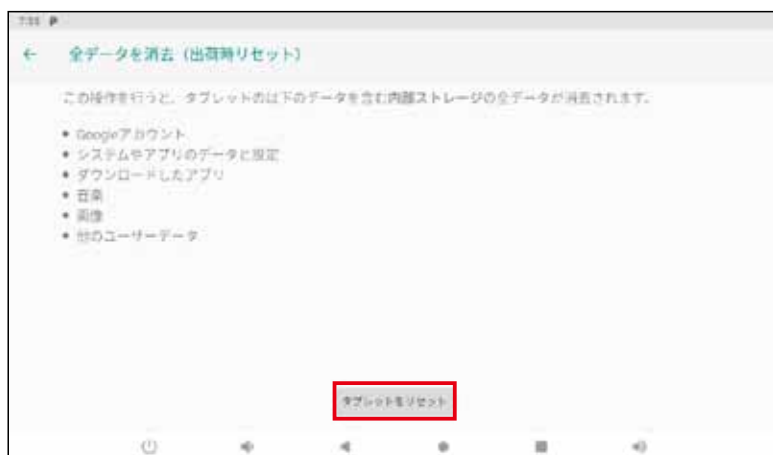 7:55 P
全データを消去（出荷時リセット）
この操作を行うと、タブレットの以下のデータを含む内部ストレージの全データが消去されます。
• Googleアカウント
• システムやアプリのデータと設定
• ダウンロードしたアプリ
• 音楽
• 画像
• 他のユーザーデータ
タブレットをリセット